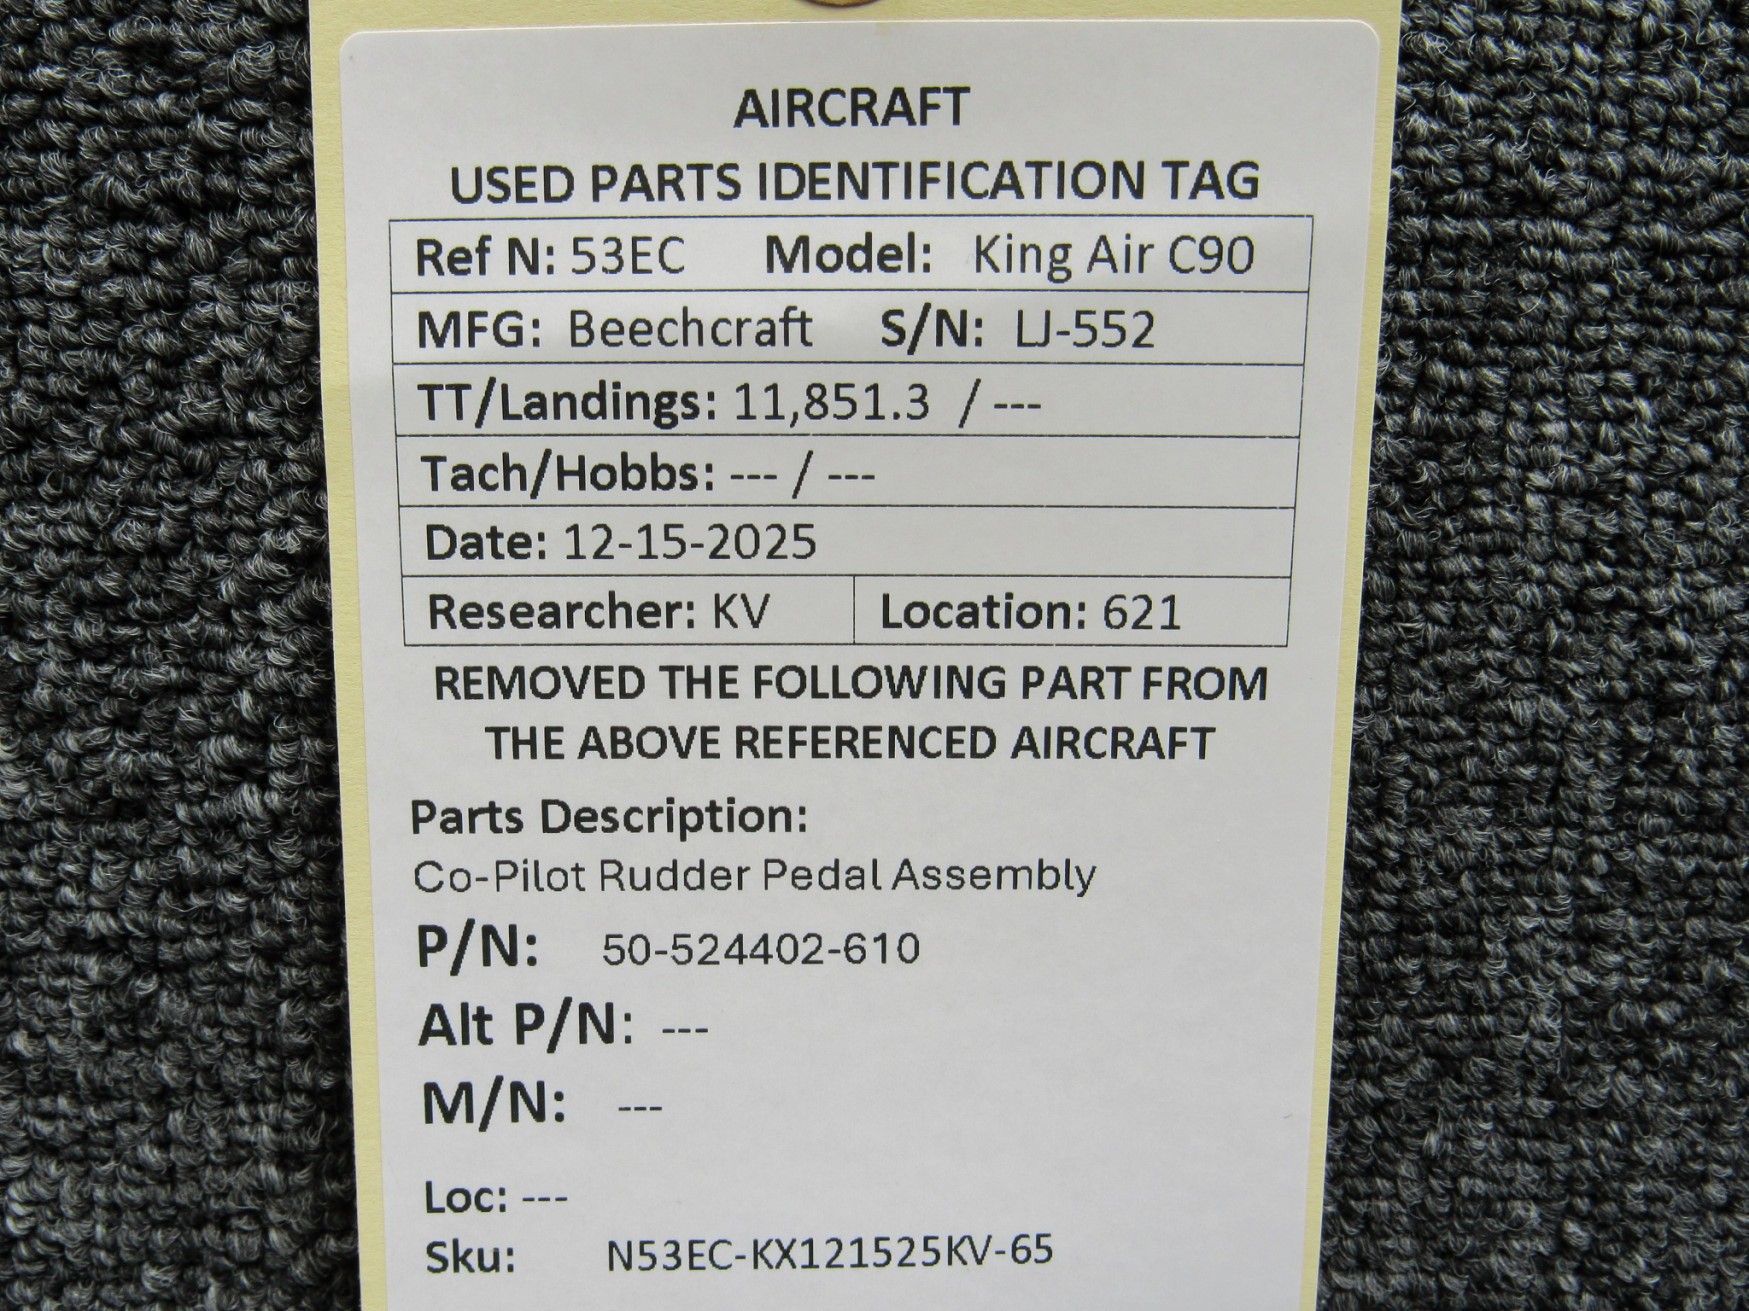 AIRCRAFT
USED PARTS IDENTIFICATION TAG
Ref N: 53EC Model: King Air C90
MFG: Beechcraft S/N: LJ-552
TT/Landings: 11,851.3 / ---
Tach/Hobbs: --- / ---
Date: 12-15-2025
Researcher: KV Location: 621
REMOVED THE FOLLOWING PART FROM
THE ABOVE REFERENCED AIRCRAFT
Parts Description:
Co-Pilot Rudder Pedal Assembly
P/N: 50-524402-610
Alt P/N: ---
M/N: ---
Loc: ---
Sku: N53EC-KX121525KV-65